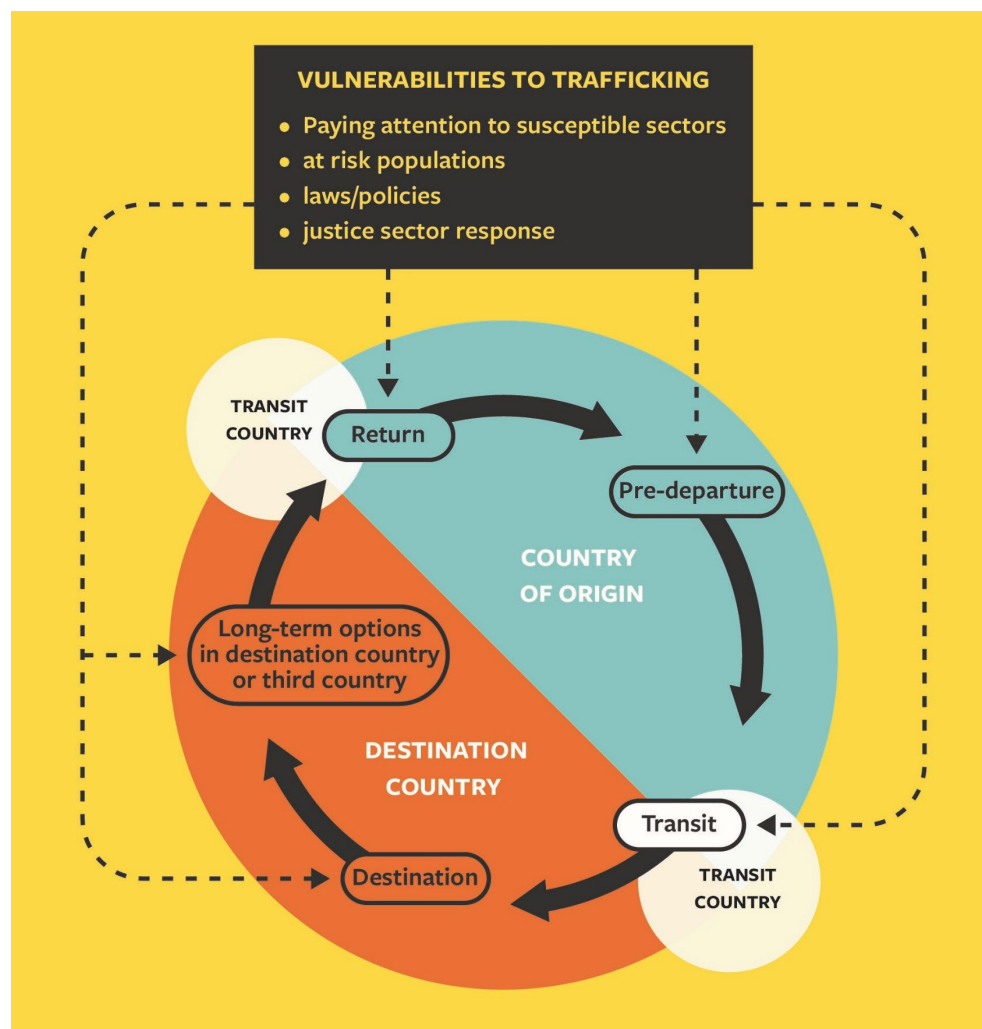 VULNERABILITIES TO TRAFFICKING
• Paying attention to susceptible sectors
• at risk populations
• laws/policies
• justice sector response
TRANSIT
COUNTRY
Return
Pre-departure
COUNTRY
OF ORIGIN
Long-term options
in destination country
or third country
DESTINATION
COUNTRY
Transit
Destination
TRANSIT
COUNTRY